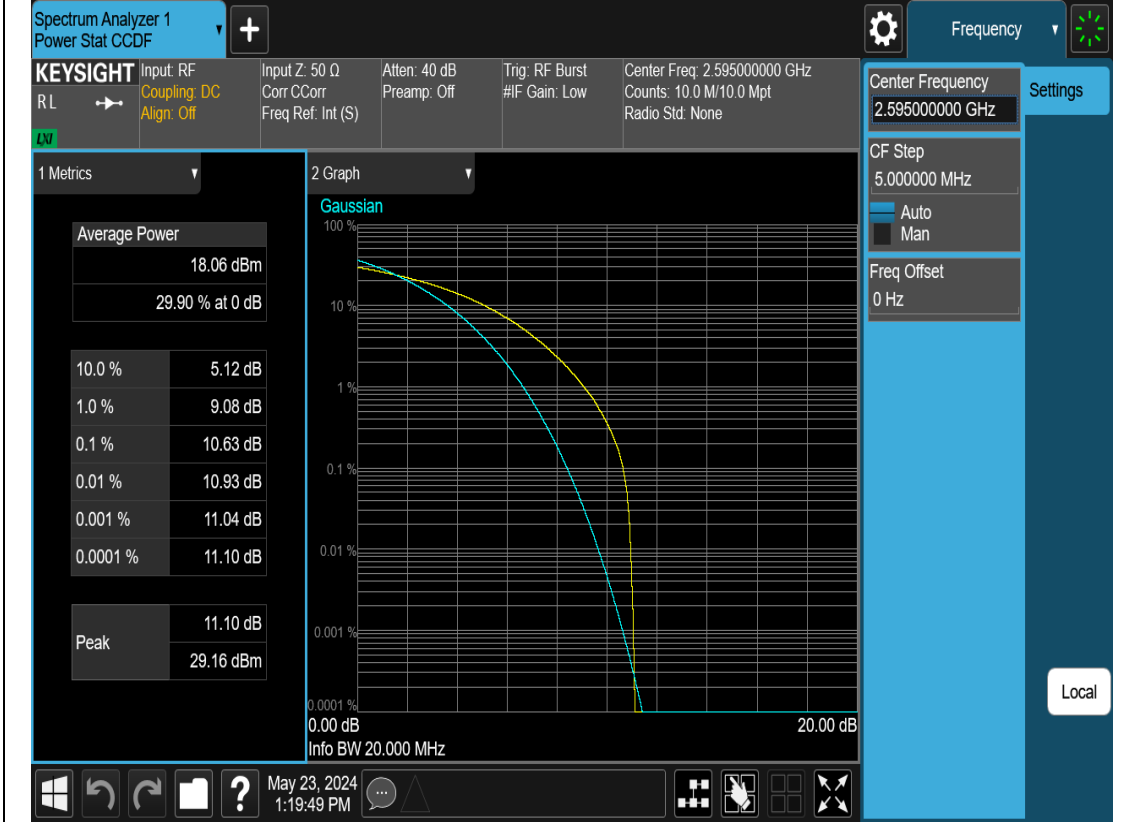 Spectrum Analyzer 1
Power Stat CCDF
+
Frequency
KEYSIGHT
RL
LXI
Input: RF
Coupling: DC
Align: Off
Input Z: 50 Ω
Corr CCorr
Freq Ref: Int (S)
Atten: 40 dB
Preamp: Off
Trig: RF Burst
#IF Gain: Low
Center Freq: 2.595000000 GHz
Counts: 10.0 M/10.0 Mpt
Radio Std: None
Center Frequency
2.595000000 GHz
Settings
CF Step
5.000000 MHz
Auto
Man
Freq Offset
0 Hz
1 Metrics
Average Power
18.06 dBm
29.90 % at 0 dB
10.0 % 5.12 dB
1.0 % 9.08 dB
0.1 % 10.63 dB
0.01 % 10.93 dB
0.001 % 11.04 dB
0.0001 % 11.10 dB
Peak
11.10 dB
29.16 dBm
2 Graph
Gaussian
100 %
10 %
1 %
0.1 %
0.01 %
0.001 %
0.0001 %
0.00 dB 20.00 dB
Info BW 20.000 MHz
Local
?
May 23, 2024
1:19:49 PM